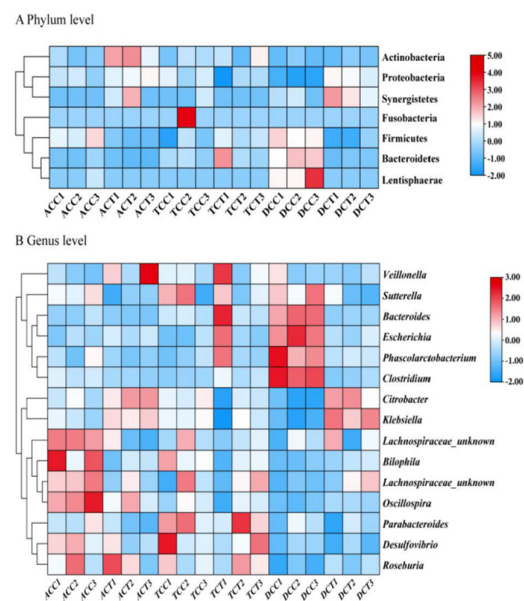 A Phylum level
5.00
4.00
3.00
2.00
1.00
0.00
-1.00
-2.00
Actinobacteria
Proteobacteria
Synergistetes
Fusobacteria
Firmicutes
Bacteroidetes
Lentisphaerae
ACC1 ACC2 ACC3 ACT1 ACT2 ACT3 TCC1 TCC2 TCC3 TCT1 TCT2 TCT3 DCC1 DCC2 DCC3 DCT1 DCT2 DCT3
B Genus level
3.00
2.00
1.00
0.00
-1.00
-2.00
Veillonella
Sutterella
Bacteroides
Escherichia
Phascolarctobacterium
Clostridium
Citrobacter
Klebsiella
Lachnospiraceae_unknown
Bilophila
Lachnospiraceae_unknown
Oscillospira
Parabacteroides
Desulfovibrio
Roseburia
ACC1 ACC2 ACC3 ACT1 ACT2 ACT3 TCC1 TCC2 TCC3 TCT1 TCT2 TCT3 DCC1 DCC2 DCC3 DCT1 DCT2 DCT3